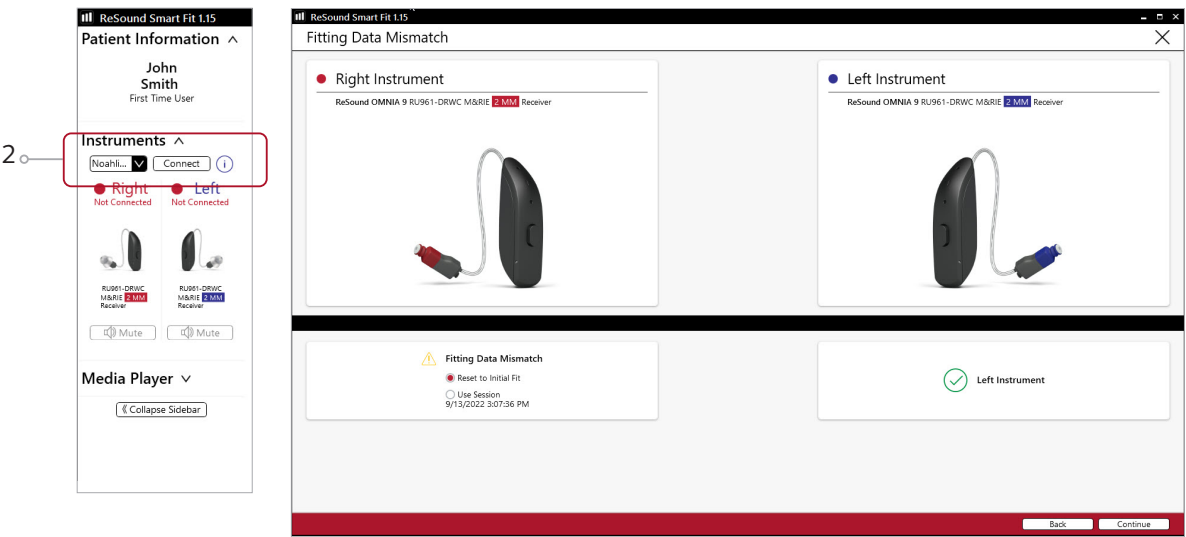 ReSound Smart Fit 1.15
Patient Information
John
Smith
First Time User
2
Instruments
Noahli...
Connect
i
Right
Left
Not Connected
Not Connected
RU961-DRWC
M&RIE 2 MM
Receiver
RU961-DRWC
M&RIE 2 MM
Receiver
Mute
Mute
Media Player
Collapse Sidebar
ReSound Smart Fit 1.15
Fitting Data Mismatch
Right Instrument
ReSound OMNIA 9 RU961-DRWC M&RIE 2 MM Receiver
Left Instrument
ReSound OMNIA 9 RU961-DRWC M&RIE 2 MM Receiver
Fitting Data Mismatch
Reset to Initial Fit
Use Session
9/13/2022 3:07:36 PM
Left Instrument
Back
Continue